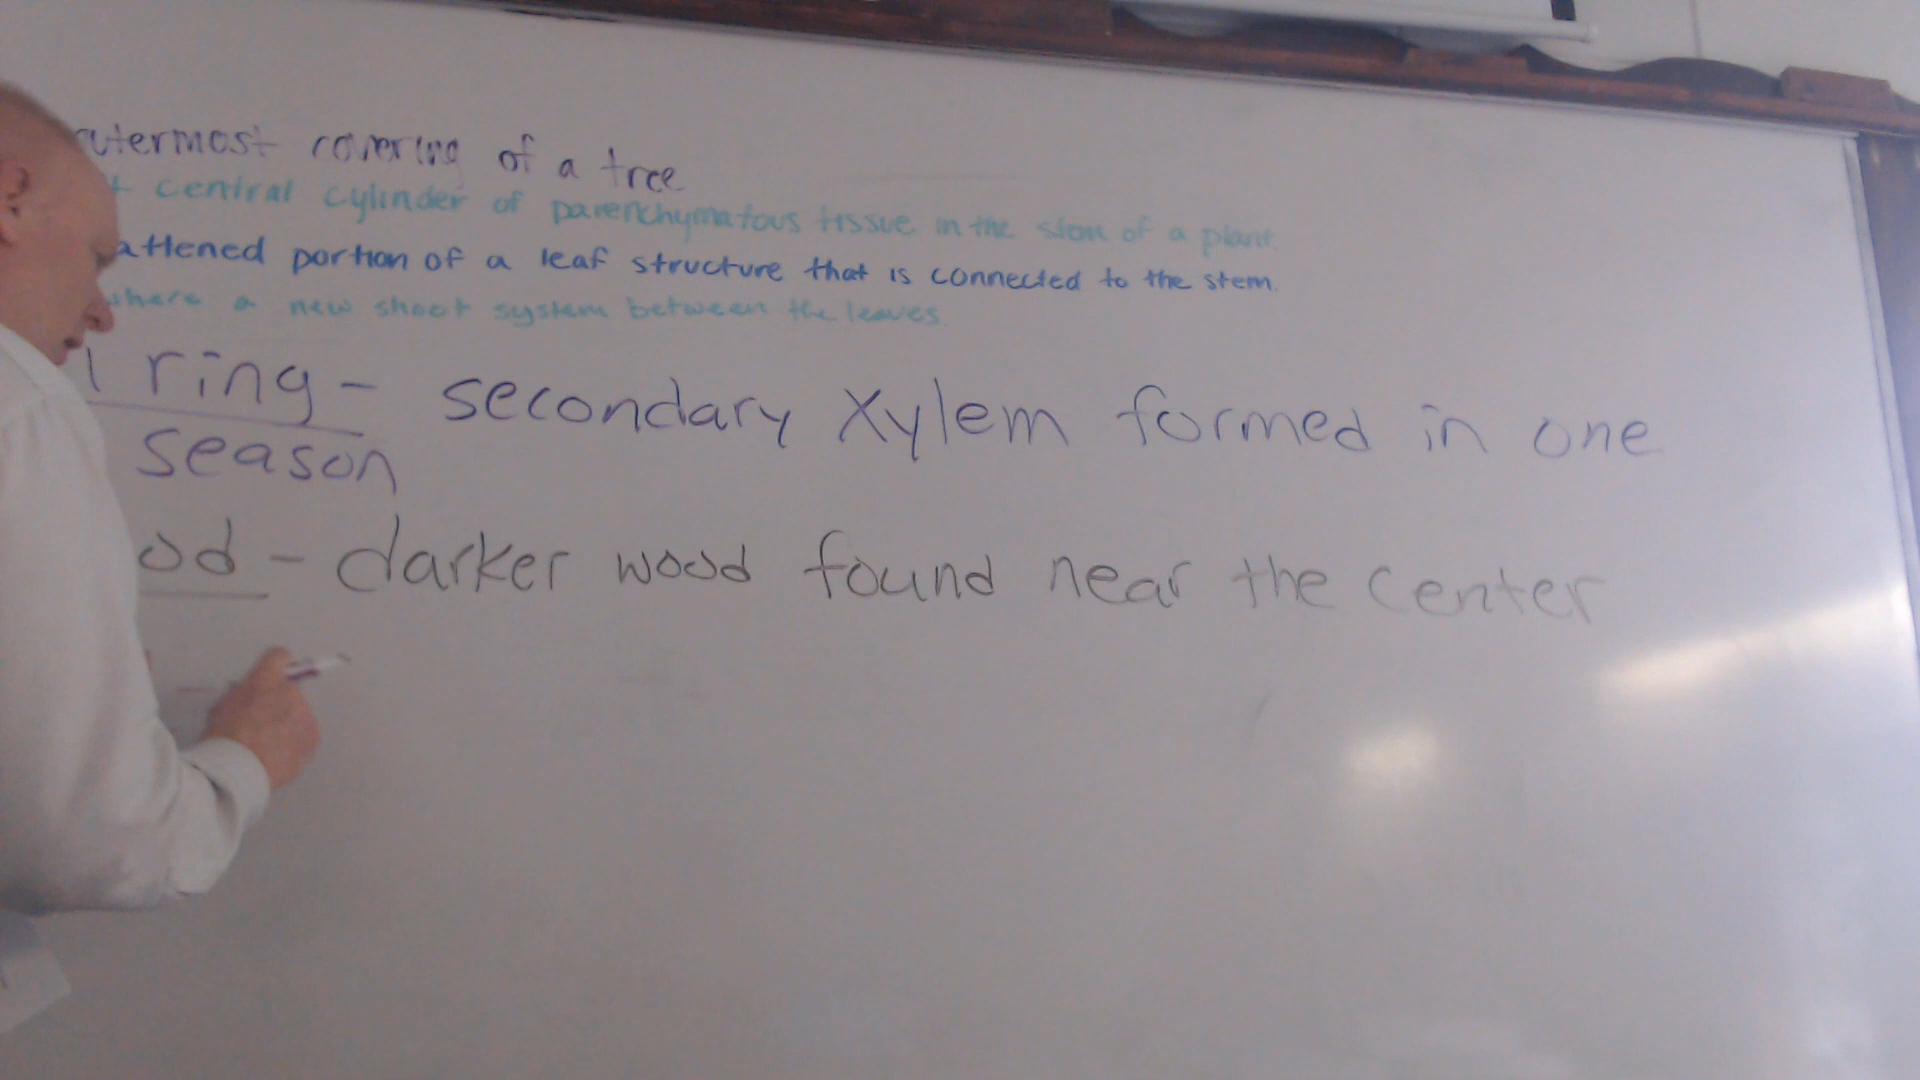 utermost covering of a tree
central cylinder of parenchymatous tissue in the stem of a plant.
attened portion of a leaf structure that is connected to the stem.
where a new shoot system between the leaves.
l ring - secondary Xylem formed in one
season
od - darker wood found near the center